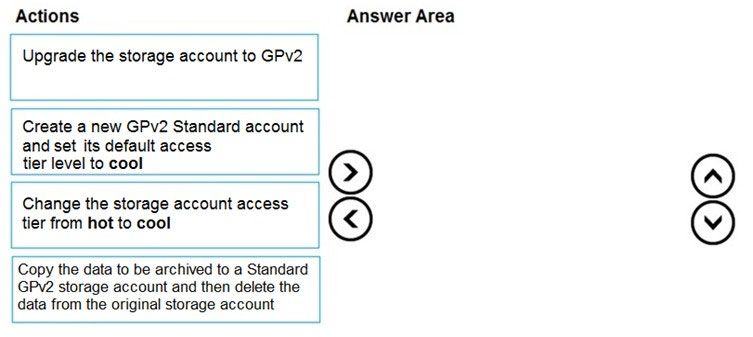 Actions
Answer Area
Upgrade the storage account to GPv2
Create a new GPv2 Standard account
and set its default access
tier level to cool
Change the storage account access
tier from hot to cool
Copy the data to be archived to a Standard
GPv2 storage account and then delete the
data from the original storage account